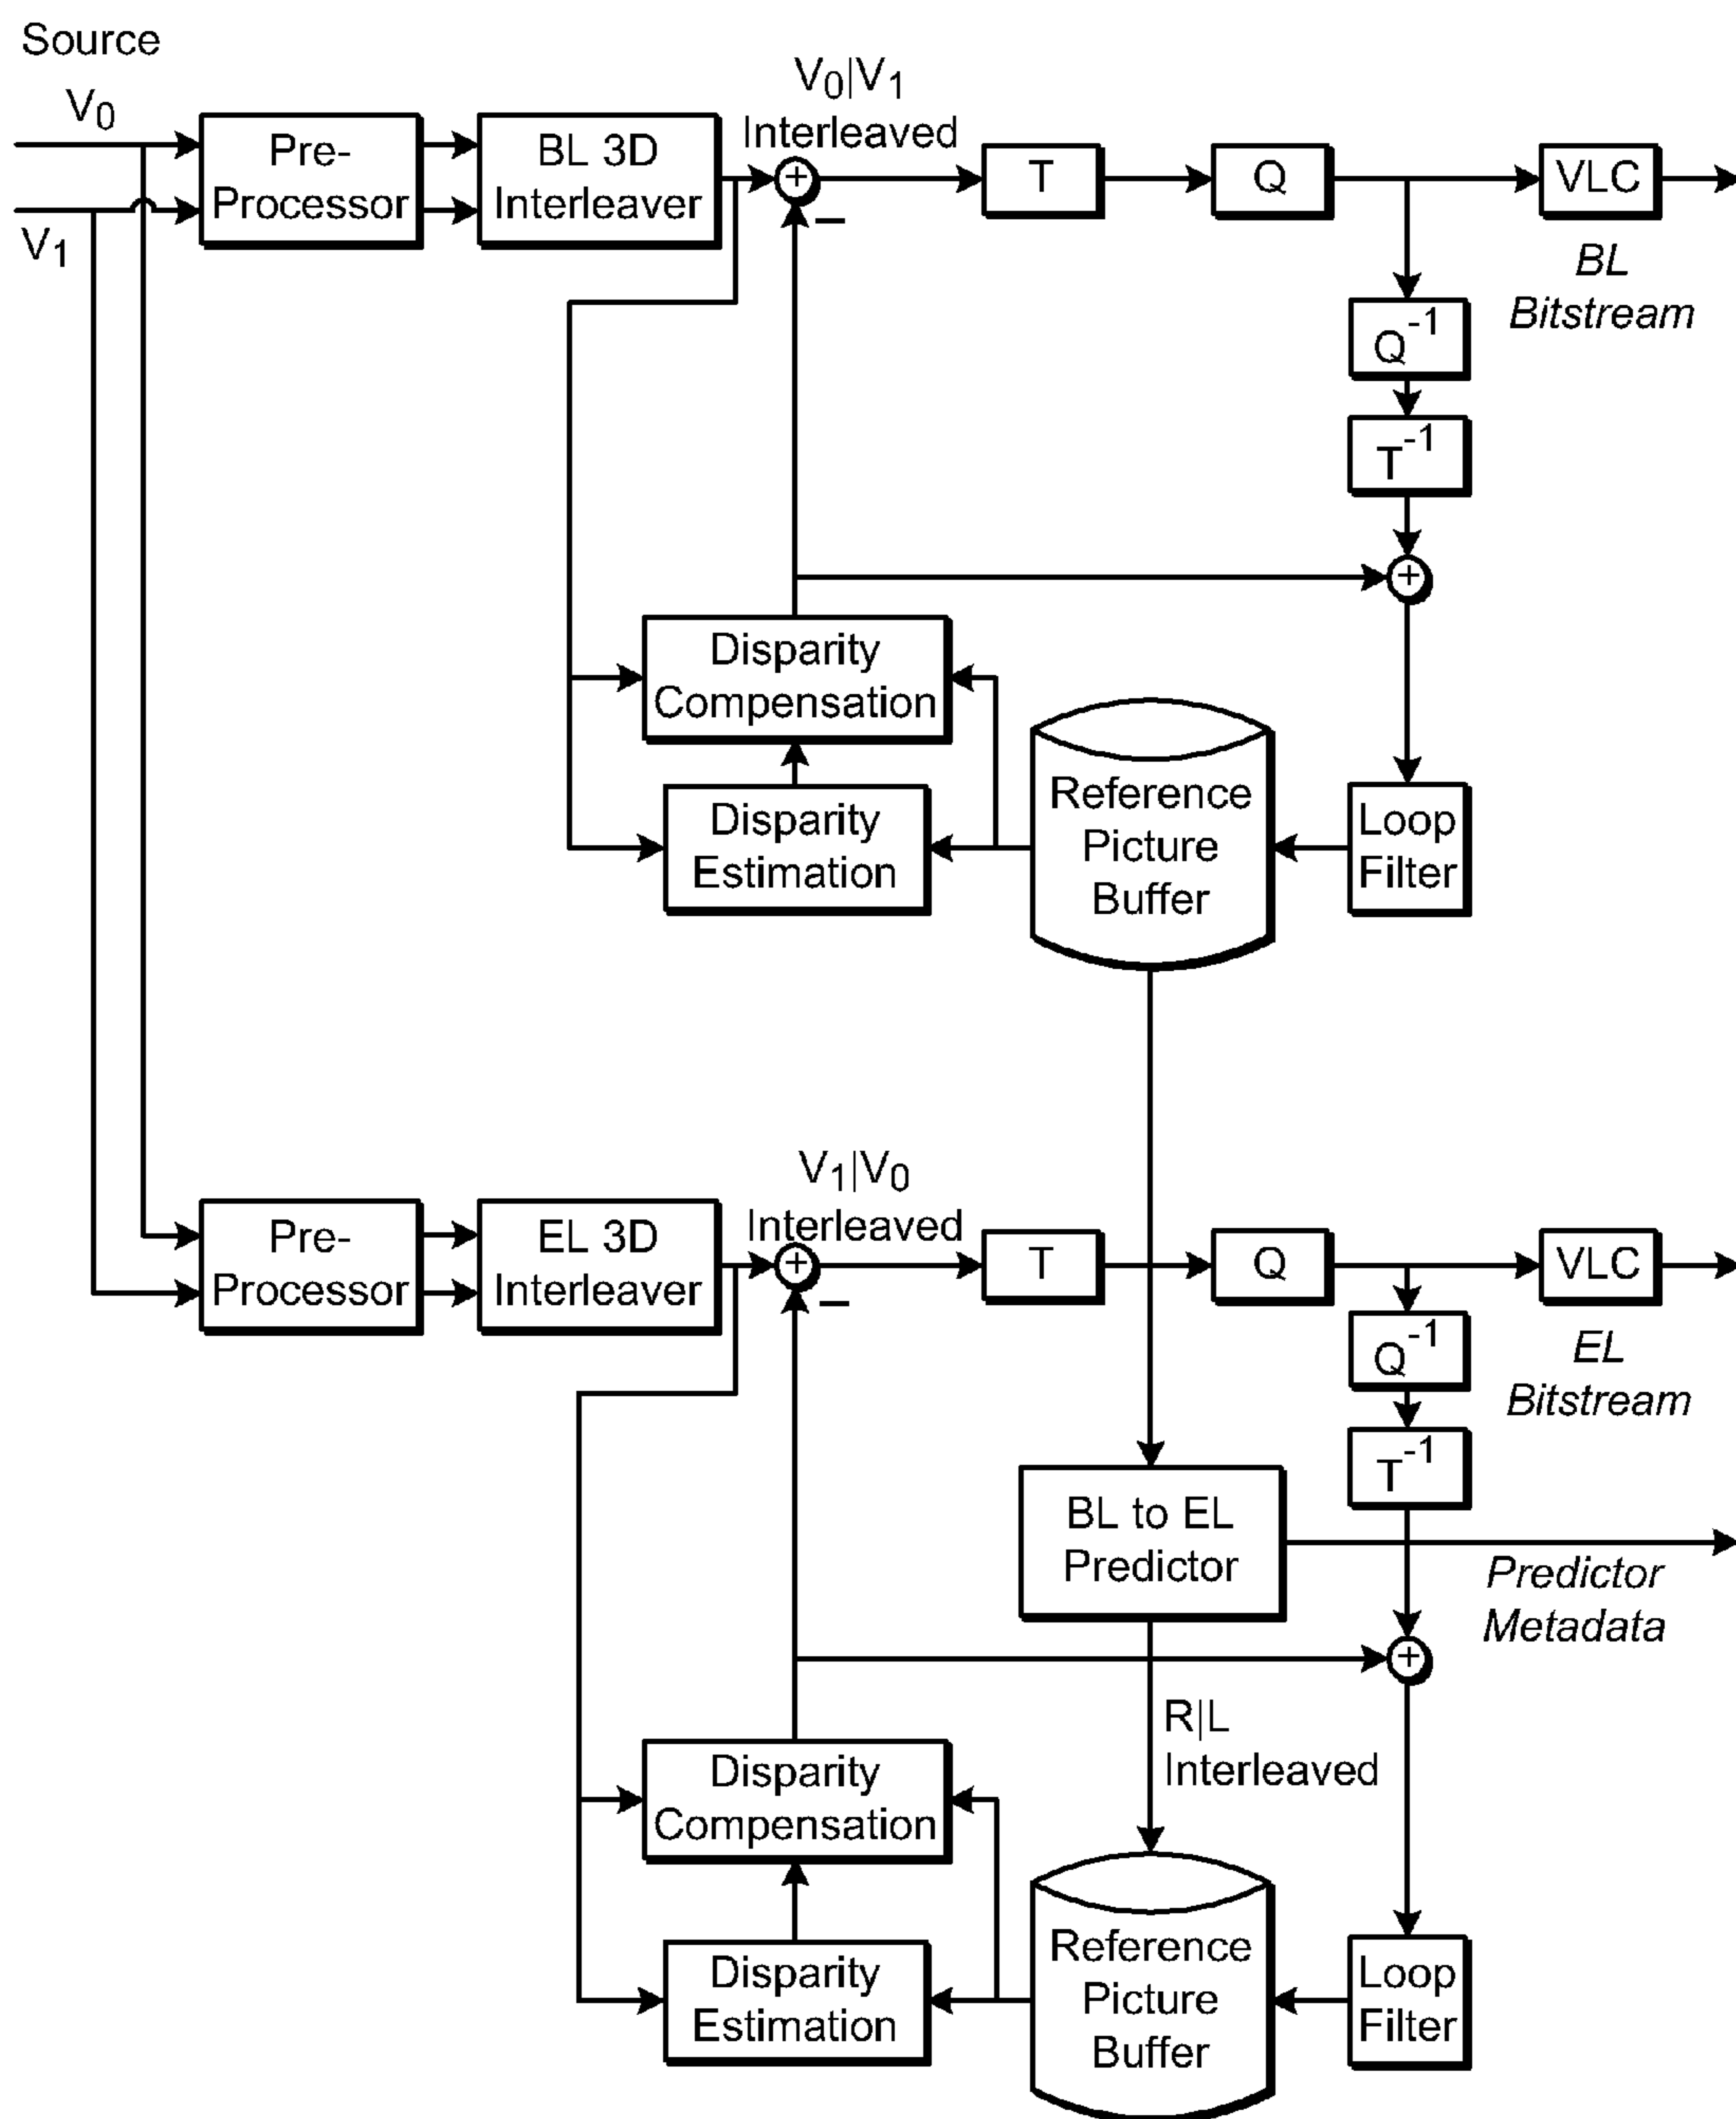 Source
V0
V1
Pre-
Processor
BL 3D
Interleaver
V0|V1
Interleaved
+
−
T
Q
VLC
BL
Bitstream
Q-1
T-1
+
Disparity
Compensation
Disparity
Estimation
Reference
Picture
Buffer
Loop
Filter
Pre-
Processor
EL 3D
Interleaver
V1|V0
Interleaved
+
−
T
Q
VLC
EL
Bitstream
Q-1
T-1
BL to EL
Predictor
Predictor
Metadata
+
R|L
Interleaved
Disparity
Compensation
Disparity
Estimation
Reference
Picture
Buffer
Loop
Filter